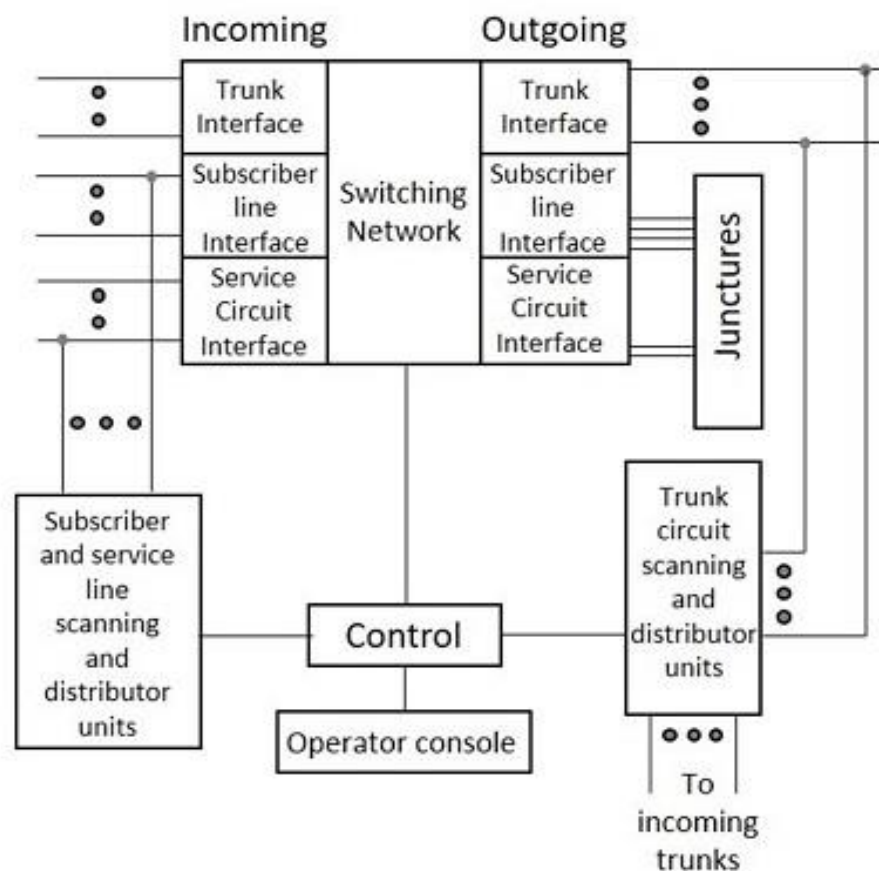 Incoming
Outgoing
Trunk
Interface
Subscriber
line
Interface
Service
Circuit
Interface
Switching
Network
Trunk
Interface
Subscriber
line
Interface
Service
Circuit
Interface
Junctures
Subscriber
and service
line
scanning
and
distributor
units
Control
Operator console
Trunk
circuit
scanning
and
distributor
units
To
incoming
trunks